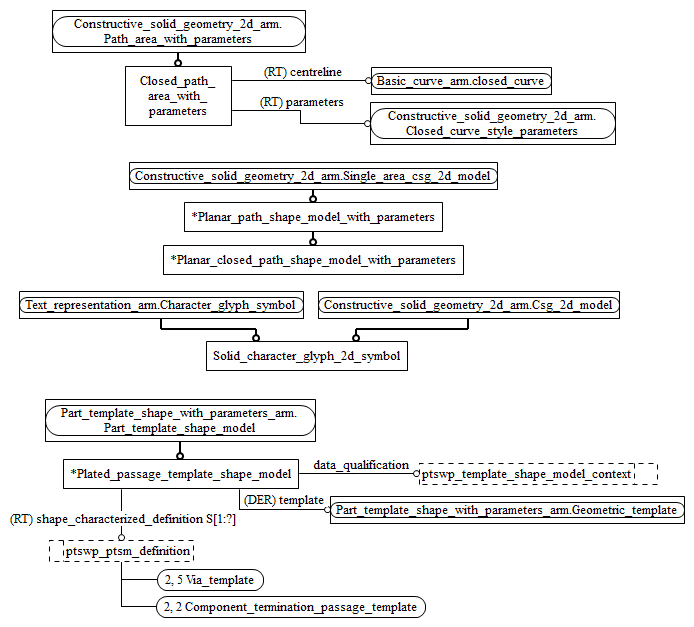 Constructive_solid_geometry_2d_arm.
Path_area_with_parameters
Closed_path_
area_with_
parameters
(RT) centreline
Basic_curve_arm.closed_curve
(RT) parameters
Constructive_solid_geometry_2d_arm.
Closed_curve_style_parameters
Constructive_solid_geometry_2d_arm.Single_area_csg_2d_model
*Planar_path_shape_model_with_parameters
*Planar_closed_path_shape_model_with_parameters
Text_representation_arm.Character_glyph_symbol
Constructive_solid_geometry_2d_arm.Csg_2d_model
Solid_character_glyph_2d_symbol
Part_template_shape_with_parameters_arm.
Part_template_shape_model
*Plated_passage_template_shape_model
data_qualification
ptswp_template_shape_model_context
(DER) template
Part_template_shape_with_parameters_arm.Geometric_template
(RT) shape_characterized_definition S[1:?]
ptswp_ptsm_definition
2, 5 Via_template
2, 2 Component_termination_passage_template